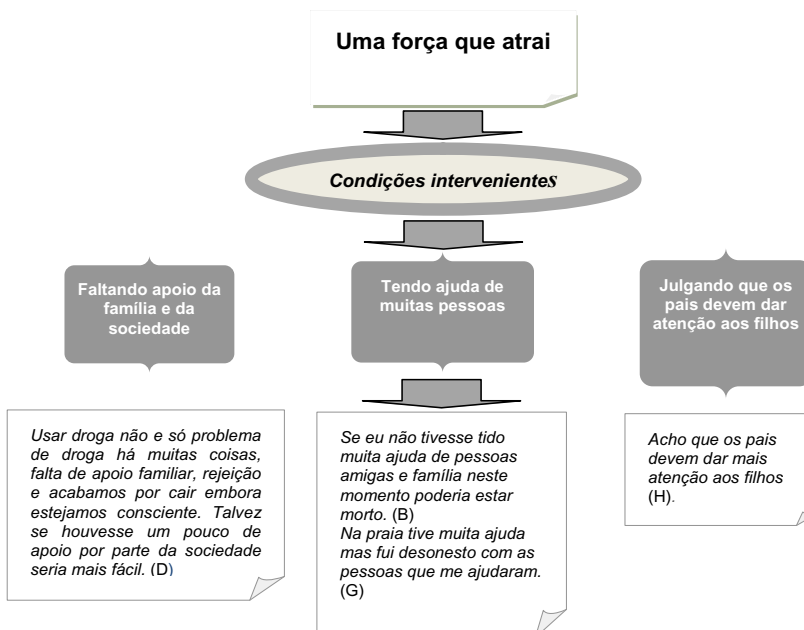 Uma força que atrai
Condições intervenientes
Faltando apoio da
família e da
sociedade
Tendo ajuda de
muitas pessoas
Julgando que os
pais devem dar
atenção aos filhos
Usar droga não e só problema
de droga há muitas coisas,
falta de apoio familiar, rejeição
e acabamos por cair embora
estejamos consciente. Talvez
se houvesse um pouco de
apoio por parte da sociedade
seria mais fácil. (D)
Se eu não tivesse tido
muita ajuda de pessoas
amigas e família neste
momento poderia estar
morto. (B)
Na praia tive muita ajuda
mas fui desonesto com as
pessoas que me ajudaram.
(G)
Acho que os pais
devem dar mais
atenção aos filhos
(H).